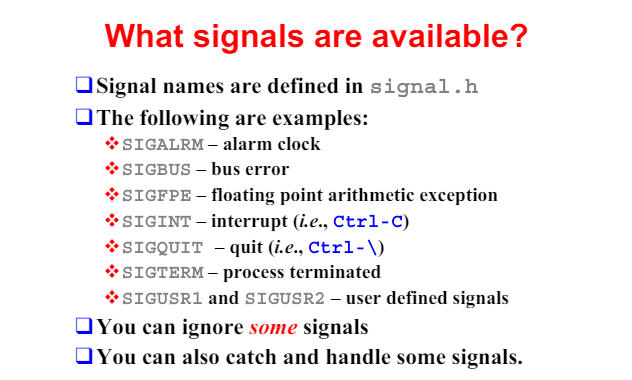 What signals are available?
Signal names are defined in signal.h
The following are examples:
SIGALRM – alarm clock
SIGBUS – bus error
SIGFPE – floating point arithmetic exception
SIGINT – interrupt (i.e., Ctrl-C)
SIGQUIT – quit (i.e., Ctrl-\)
SIGTERM – process terminated
SIGUSR1 and SIGUSR2 – user defined signals
You can ignore some signals
You can also catch and handle some signals.